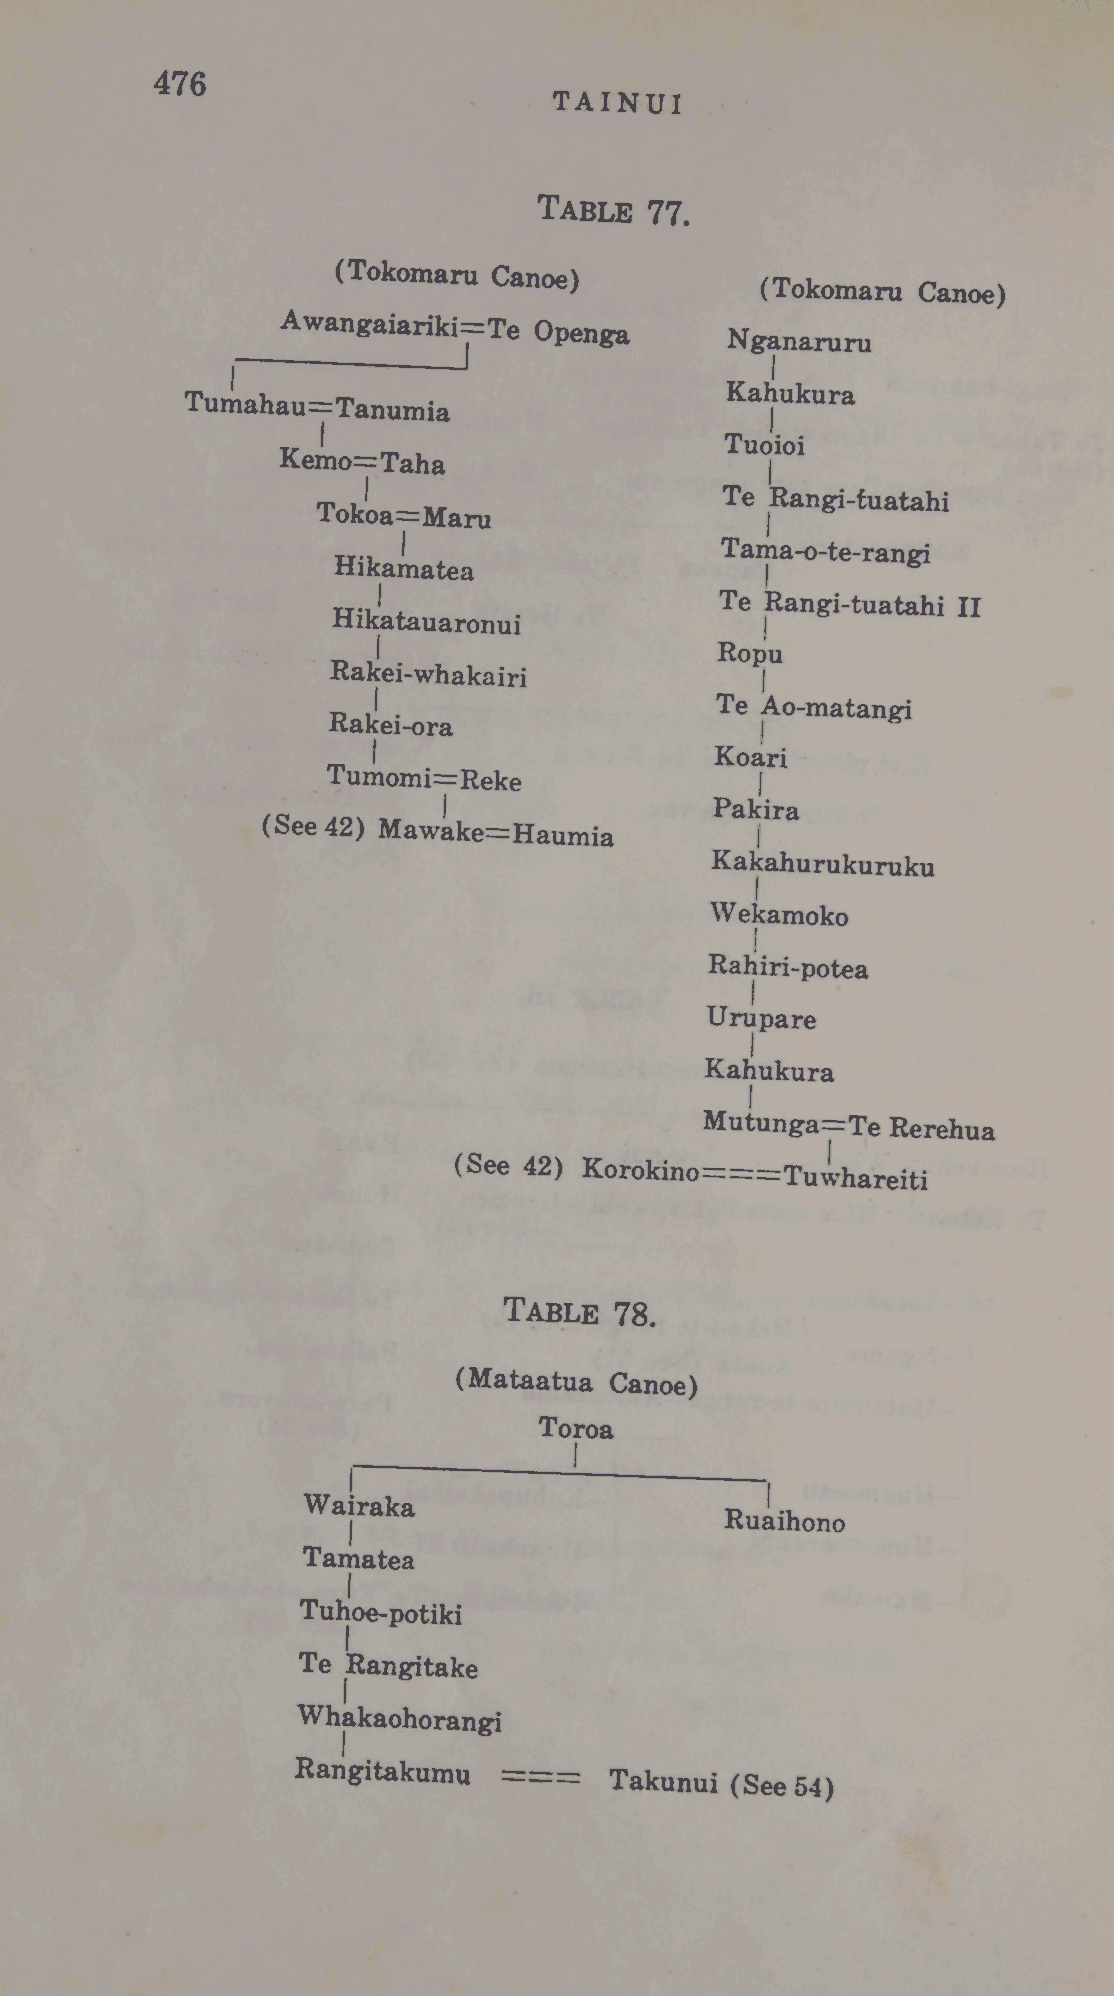 476
TAINUI
TABLE 77.
(Tokomaru Canoe)
Awangaiariki=Te Openga
Tumahau=Tanumia
Kemo=Taha
Tokoa=Maru
Hikamatea
Hikatauaronui
Rakei-whakairi
Rakei-ora
Tumomi=Reke
(See 42) Mawake=Haumia
(Tokomaru Canoe)
Nganaruru
Kahukura
Tuoioi
Te Rangi-tuatahi
Tama-o-te-rangi
Te Rangi-tuatahi II
Ropu
Te Ao-matangi
Koari
Pakira
Kakahurukuruku
Wekamoko
Rahiri-potea
Urupare
Kahukura
Mutunga=Te Rerehua
(See 42) Korokino===Tuwhareiti
TABLE 78.
(Mataatua Canoe)
Toroa
Wairaka
Ruaihono
Tamatea
Tuhoe-potiki
Te Rangitake
Whakaohorangi
Rangitakumu === Takunui (See 54)